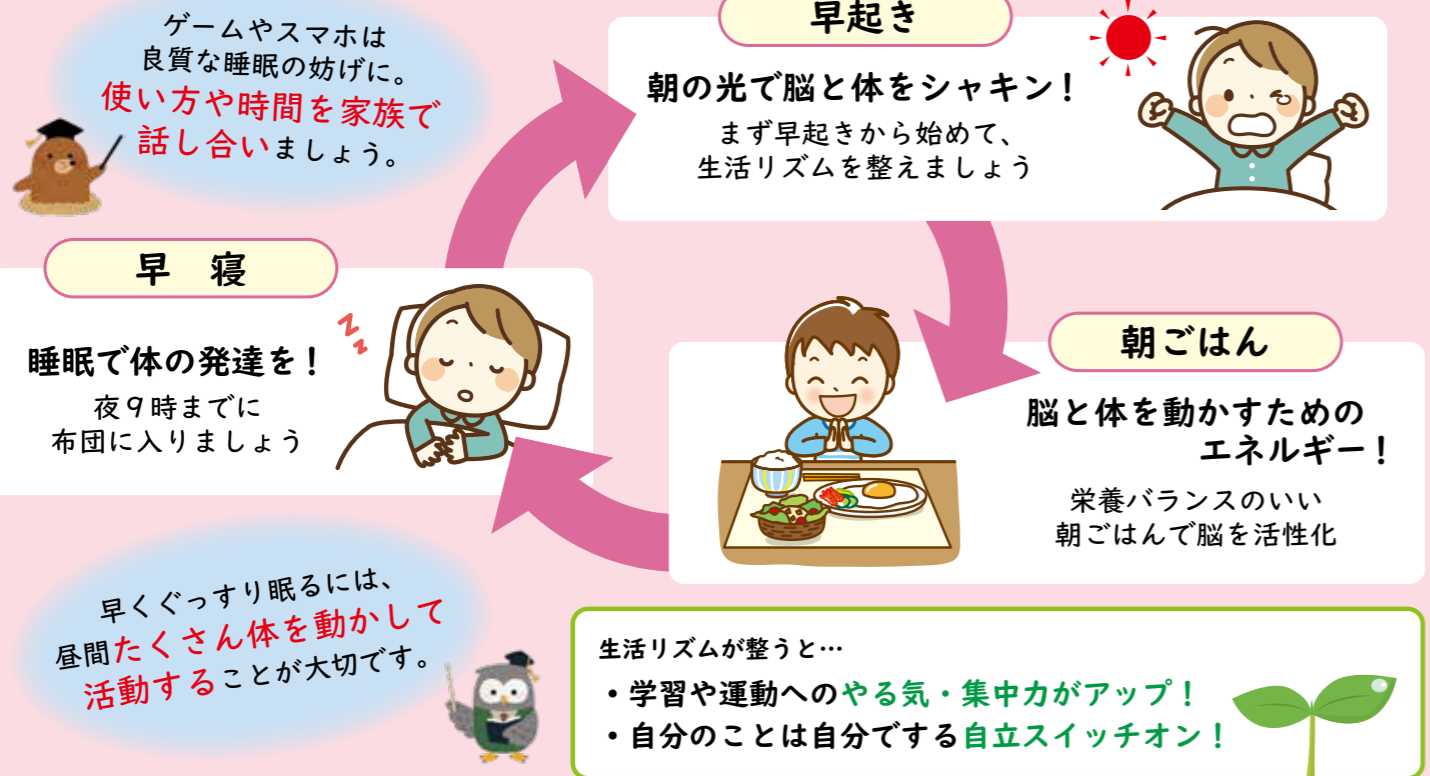 ゲームやスマホは
良質な睡眠の妨げに。
使い方や時間を家族で
話し合いましょう。
早起き
朝の光で脳と体をシャキン！
まず早起きから始めて、
生活リズムを整えましょう
早　寝
睡眠で体の発達を！
夜９時までに
布団に入りましょう
Z
z
朝ごはん
脳と体を動かすための
エネルギー！
栄養バランスのいい
朝ごはんで脳を活性化
早くぐっすり眠るには、
昼間たくさん体を動かして
活動することが大切です。
生活リズムが整うと…
・学習や運動へのやる気・集中力がアップ！
・自分のことは自分でする自立スイッチオン！